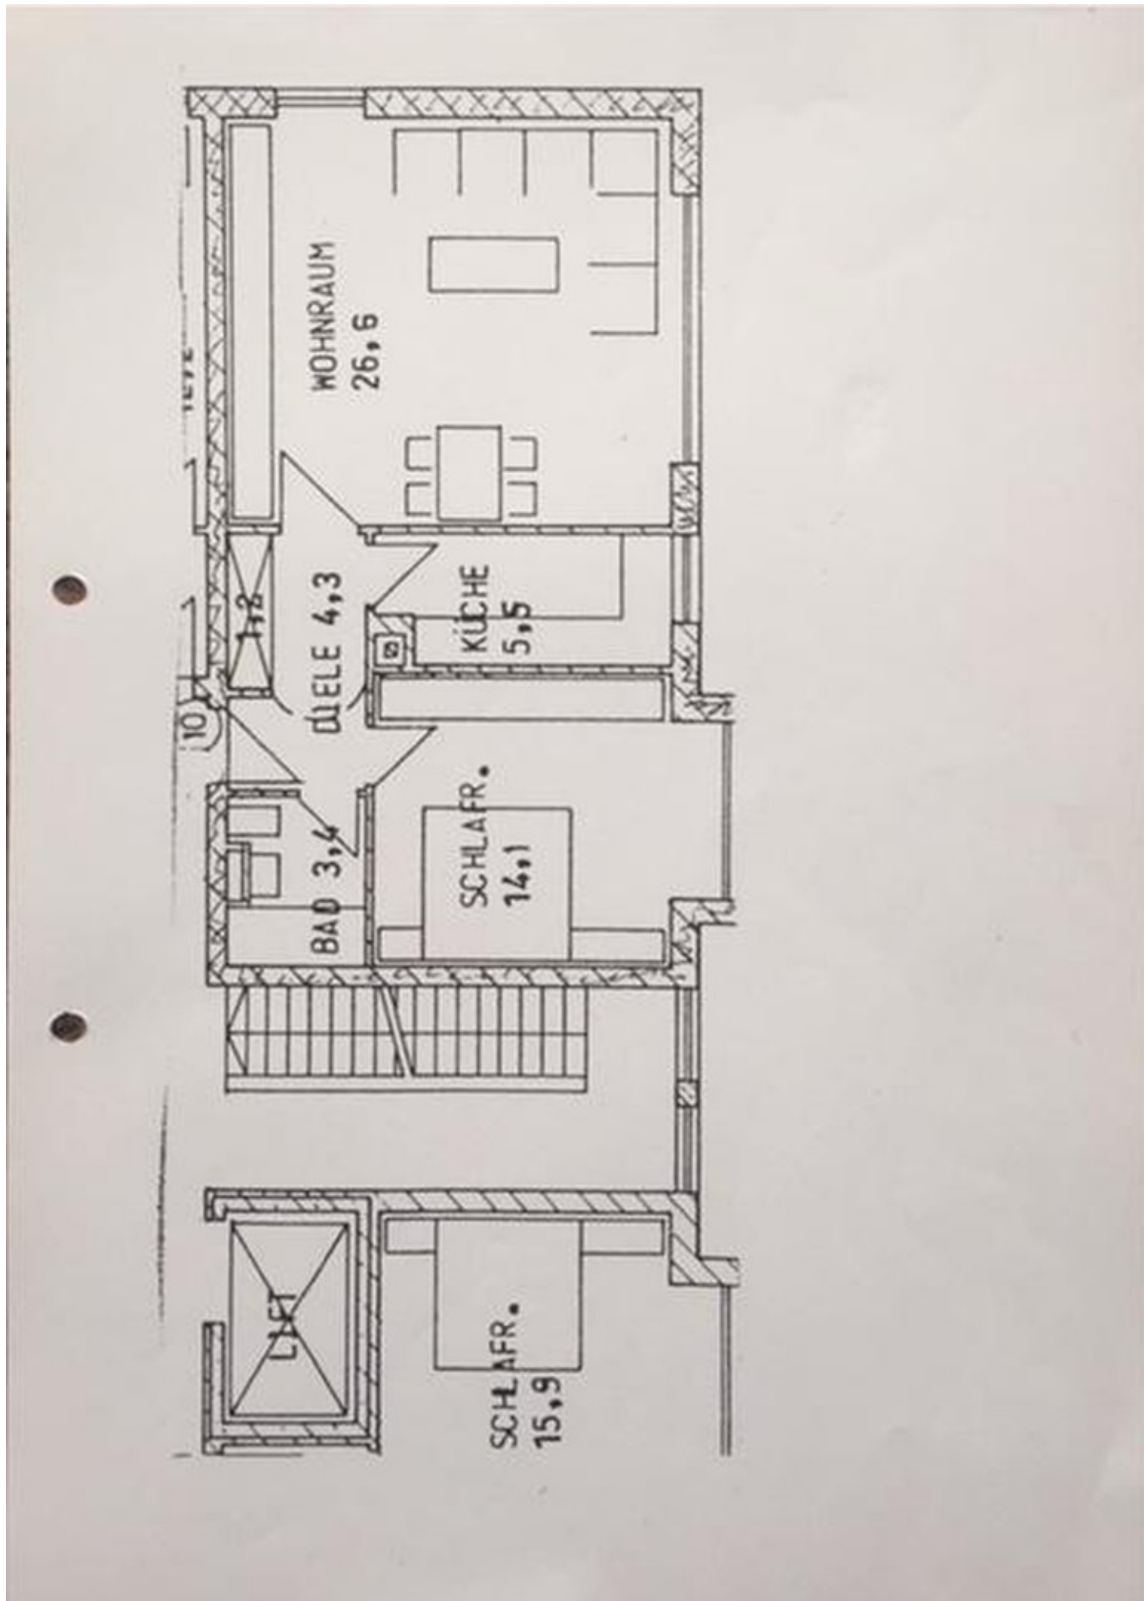 WOHNRAUM
26,6
1,2
DIELE 4,3
KÜCHE
5,5
10
BAD 3,4
SCHLAFR.
14,1
LIFT
SCHLAFR.
15,9